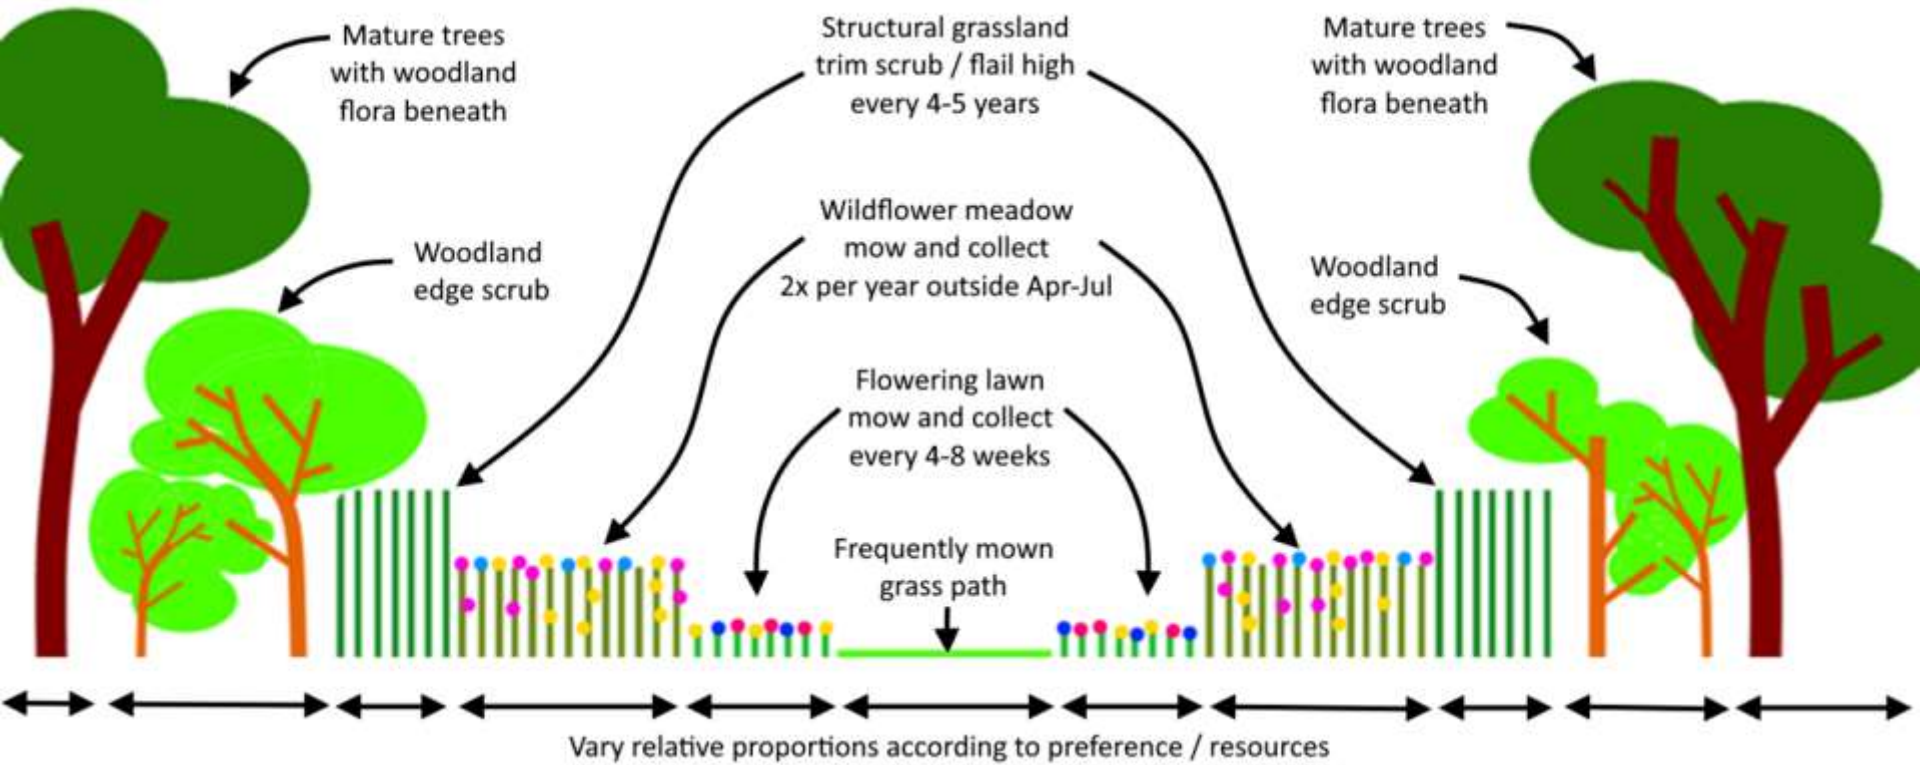 Mature trees
with woodland
flora beneath
Structural grassland
trim scrub / flail high
every 4-5 years
Mature trees
with woodland
flora beneath
Woodland
edge scrub
Wildflower meadow
mow and collect
2x per year outside Apr-Jul
Woodland
edge scrub
Flowering lawn
mow and collect
every 4-8 weeks
Frequently mown
grass path
Vary relative proportions according to preference / resources